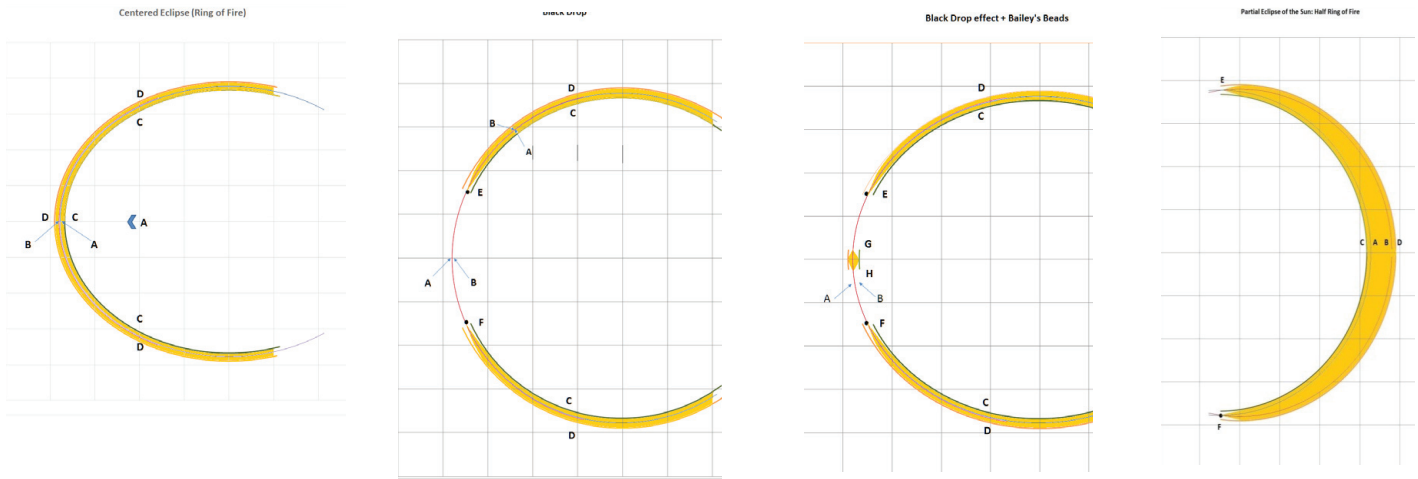 Centered Eclipse (Ring of Fire)
D
C
D C A
B A
C
D
Black Drop
D
C
B
A
E
A B
F
C
D
Black Drop effect + Bailey's Beads
D
C
E
G
H
A B
F
C
D
Partial Eclipse of the Sun: Half Ring of Fire
E
C A B D
F